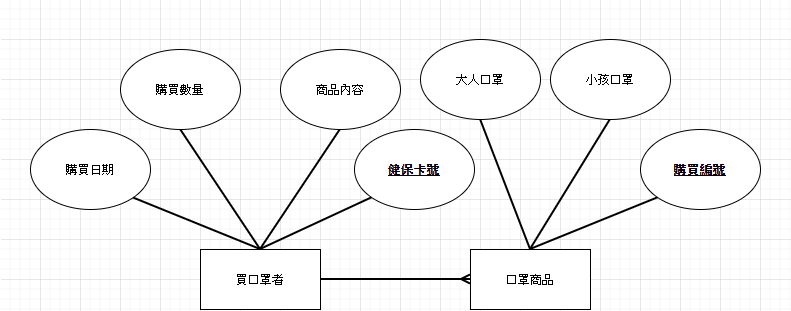 購買數量
商品內容
大人口罩
小孩口罩
購買日期
健保卡號
購買編號
買口罩者
口罩商品